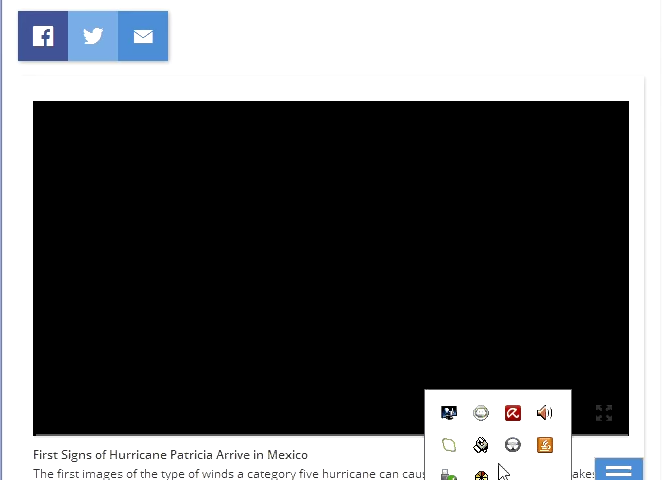 First Signs of Hurricane Patricia Arrive in Mexico
The first images of the type of winds a category five hurricane can